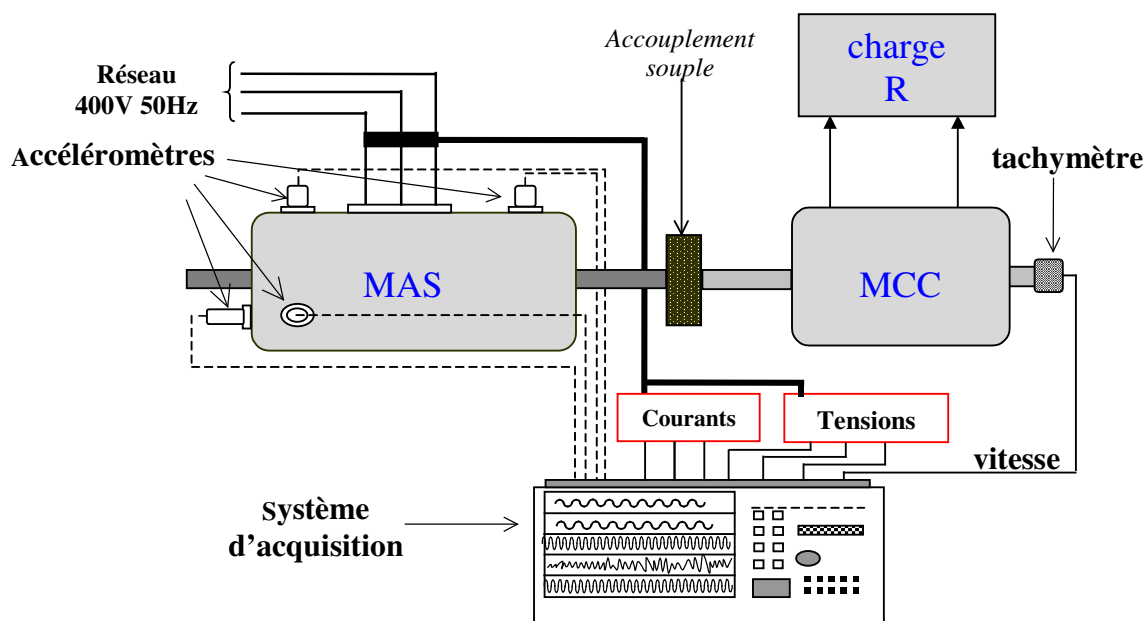 Réseau
400V 50Hz
Accouplement
souple
charge
R
Accéléromètres
tachymètre
MAS
MCC
Courants
Tensions
vitesse
Système
d'acquisition